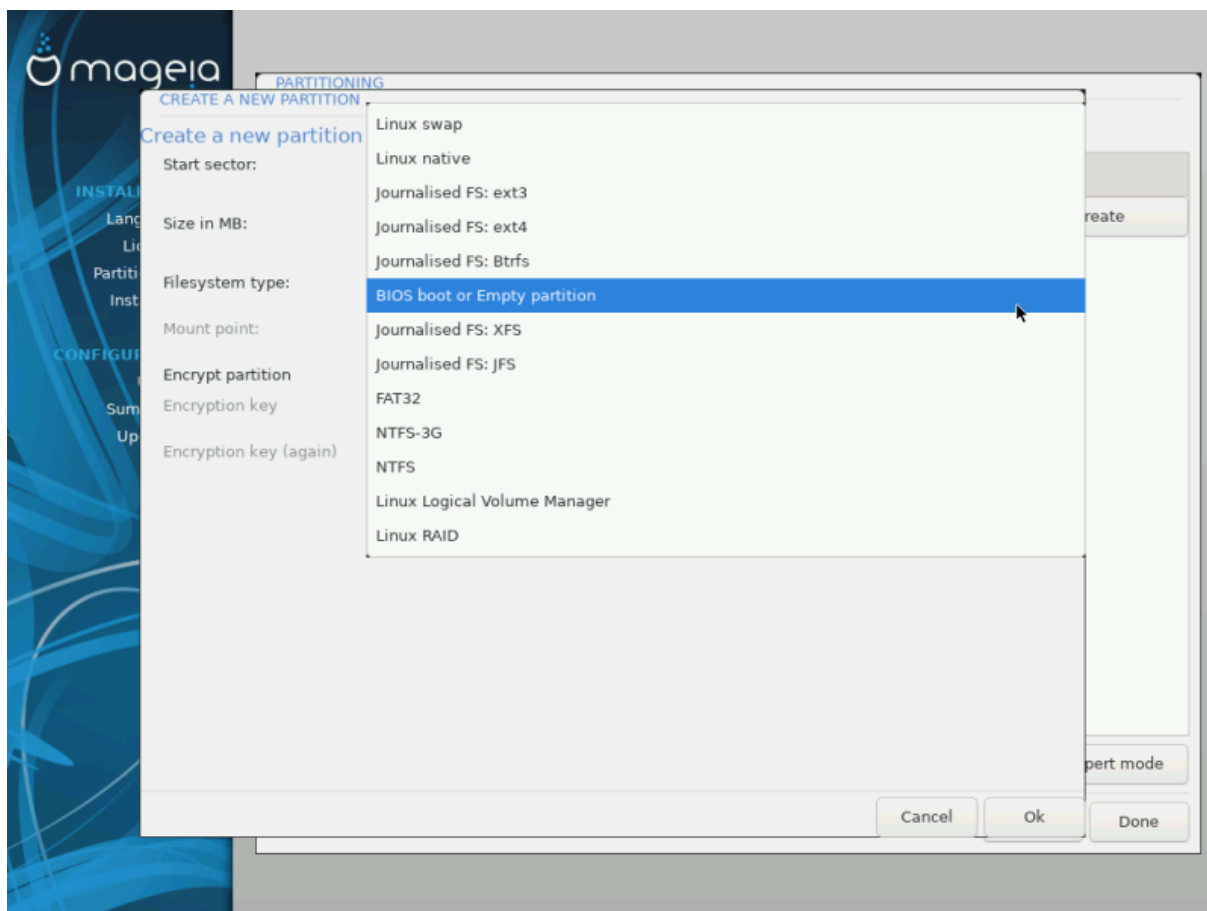 mageia
PARTITIONING
CREATE A NEW PARTITION
Create a new partition
Start sector:
Size in MB:
Filesystem type:
Mount point:
Encrypt partition
Encryption key
Encryption key (again)
Linux swap
Linux native
Journalised FS: ext3
Journalised FS: ext4
Journalised FS: Btrfs
BIOS boot or Empty partition
Journalised FS: XFS
Journalised FS: JFS
FAT32
NTFS-3G
NTFS
Linux Logical Volume Manager
Linux RAID
Cancel
Ok
Done
mode